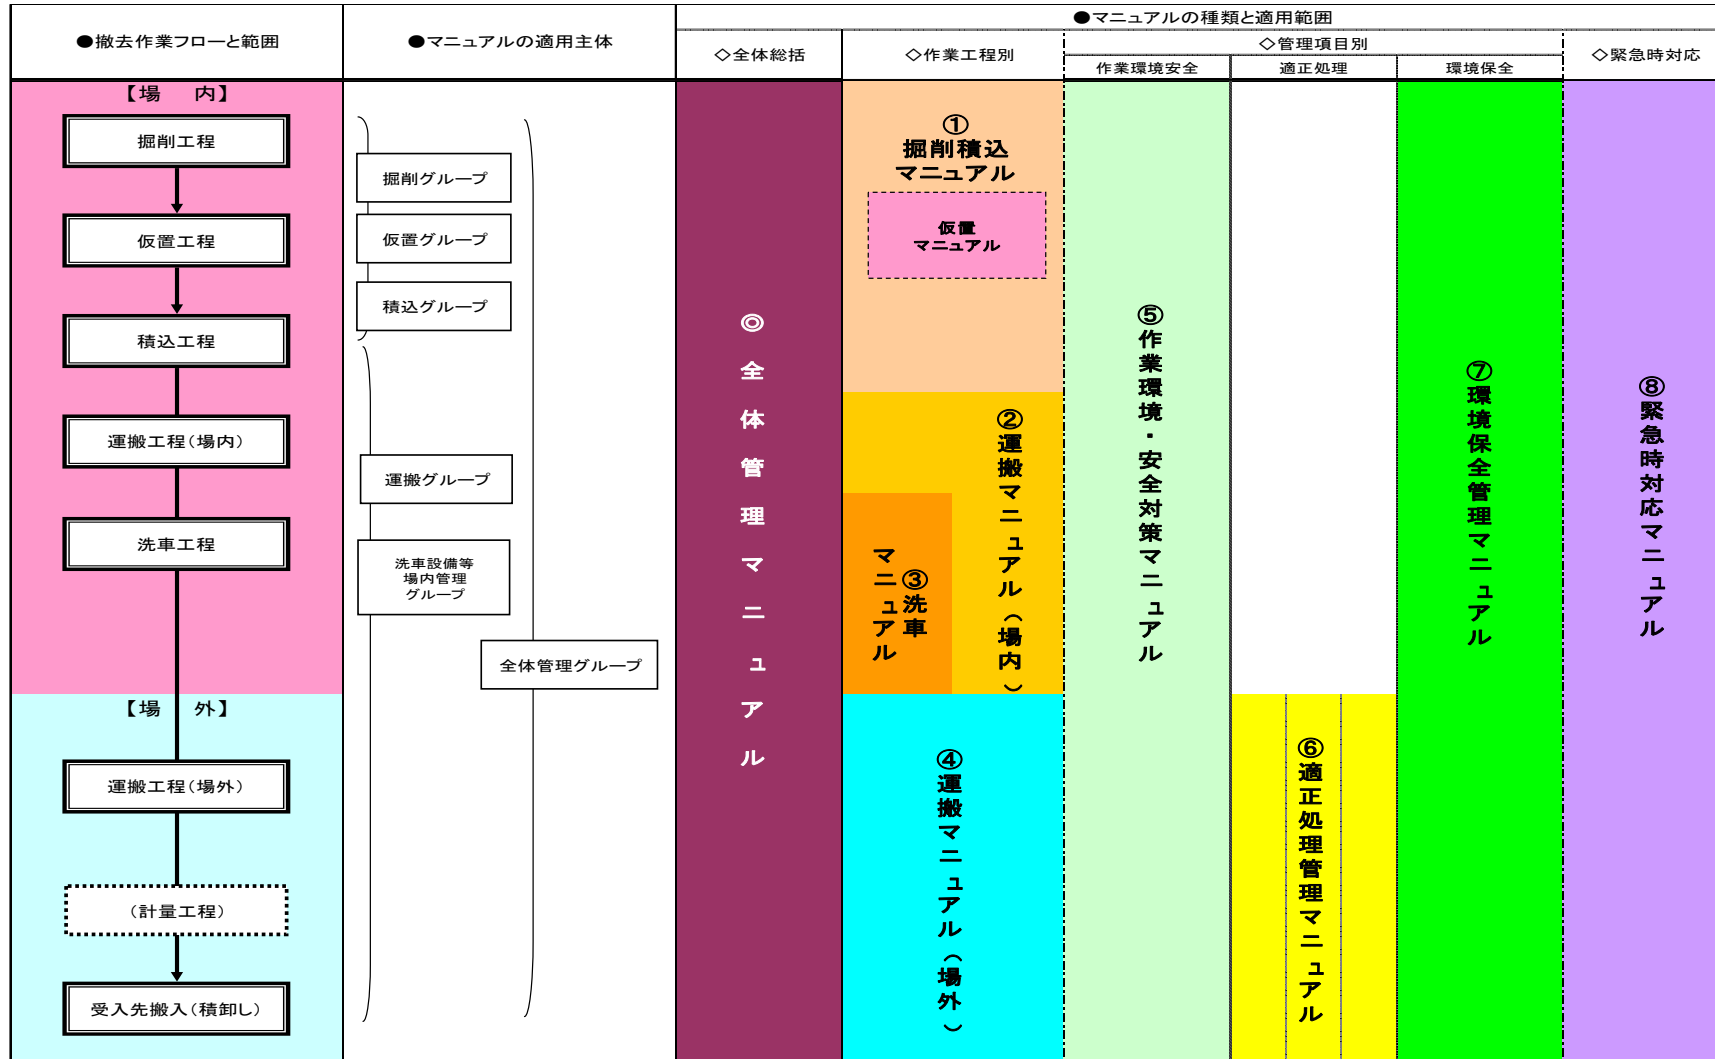 ●撤去作業フローと範囲
●マニュアルの適用主体
●マニュアルの種類と適用範囲
◇全体総括
◇作業工程別
◇管理項目別
◇緊急時対応
作業環境安全
適正処理
環境保全
【場　内】
掘削工程
仮置工程
積込工程
運搬工程(場内)
洗車工程
【場　外】
運搬工程(場外)
(計量工程)
受入先搬入(積卸し)
掘削グループ
仮置グループ
積込グループ
運搬グループ
洗車設備等
場内管理
グループ
全体管理グループ
◎全体管理マニュアル
①
掘削積込
マニュアル
仮置
マニュアル
②運搬マニュアル(場内)
③洗車
マニュアル
④運搬マニュアル(場外)
⑤作業環境・安全対策マニュアル
⑥適正処理管理マニュアル
⑦環境保全管理マニュアル
⑧緊急時対応マニュアル